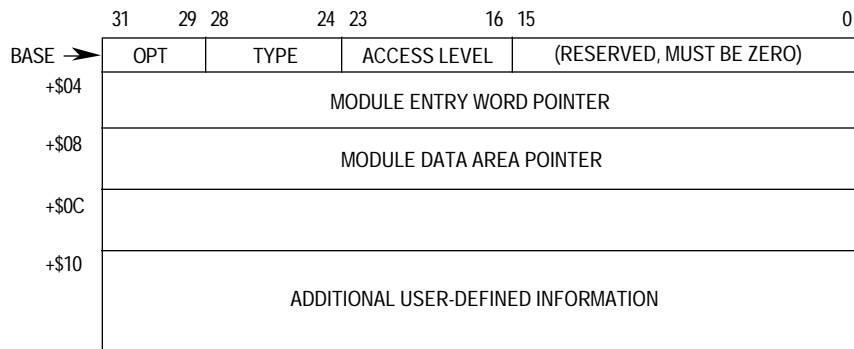 31 29 28 24 23 16 15 0
BASE OPT TYPE ACCESS LEVEL (RESERVED, MUST BE ZERO)
+$04
MODULE ENTRY WORD POINTER
+$08
MODULE DATA AREA POINTER
+$0C
+$10
ADDITIONAL USER-DEFINED INFORMATION